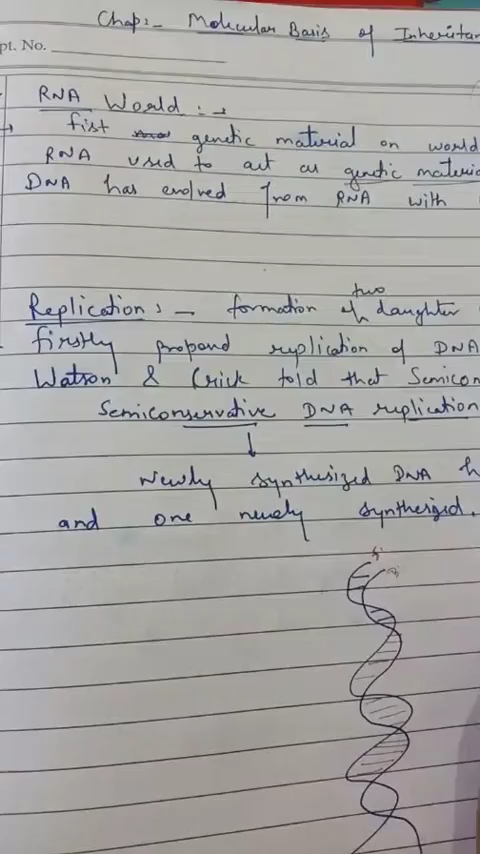 Chap:- Molecular Basis of Inheritan
pt. No.
RNA World :-→
→ fist genetic material on world
RNA used to act as genetic materia
DNA has evolved from RNA with
Replication :- formation of two daughter
firstly propond replication of DNA
Watson & Crick told that Semicon
Semiconservative DNA replication
↓
Newly synthesized DNA h
and one newly synthesized.